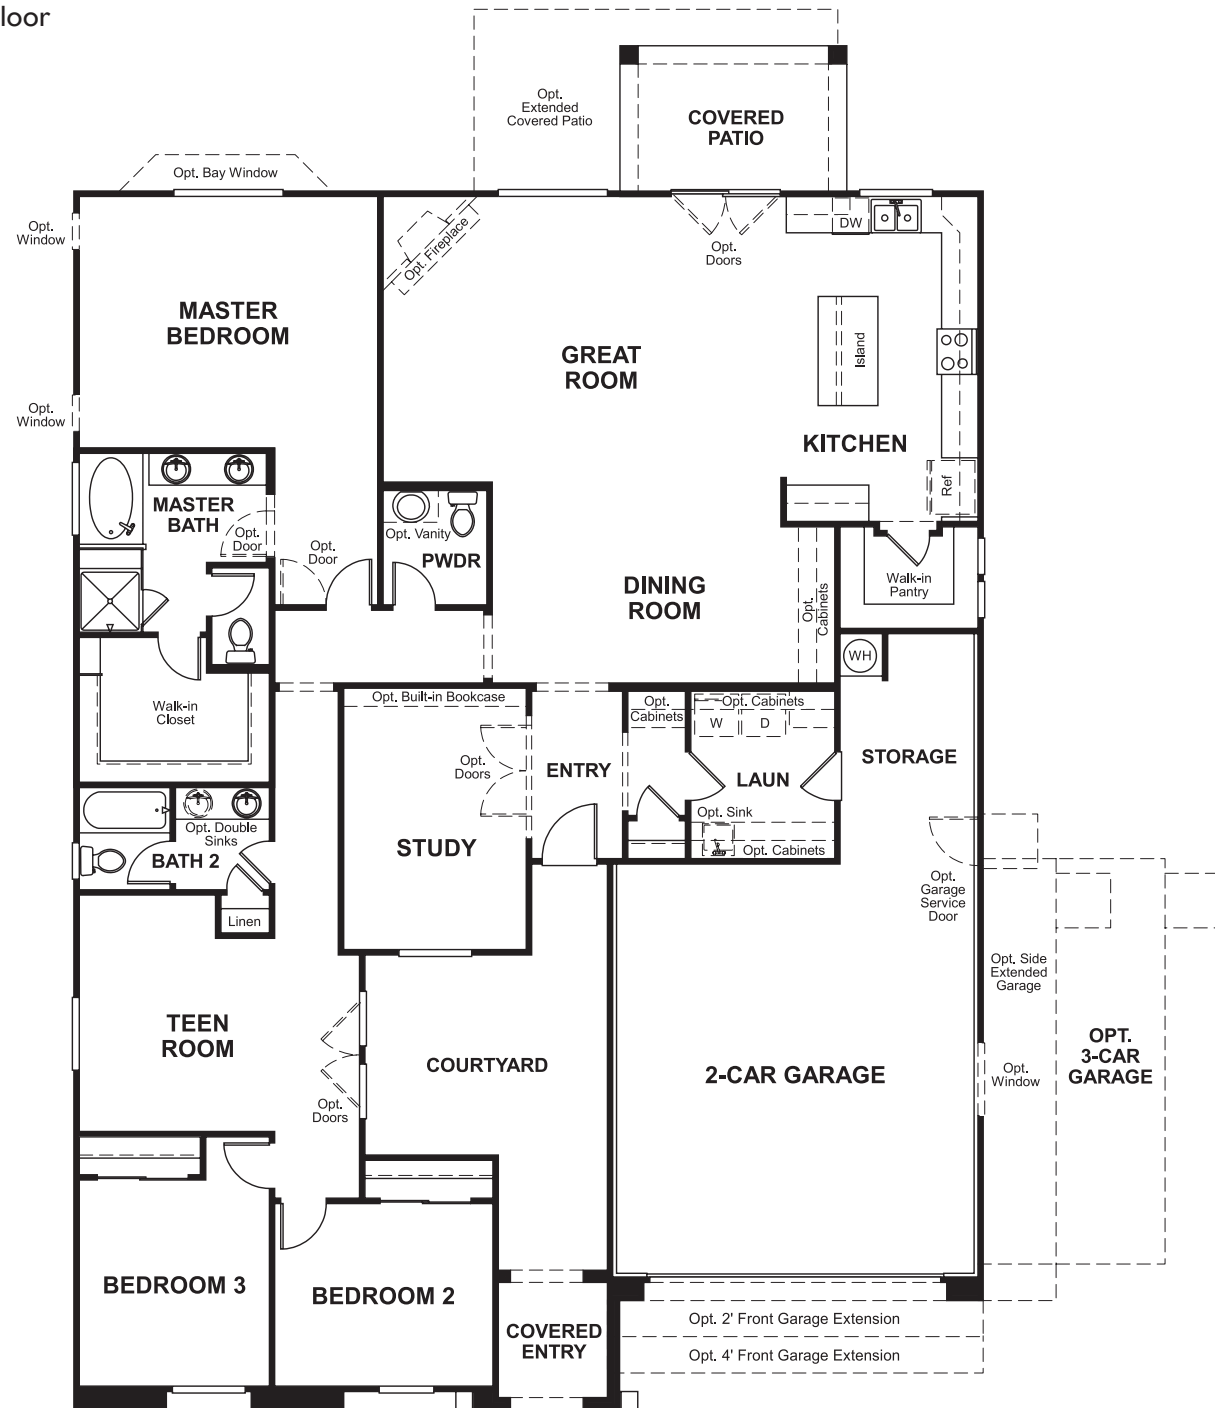 loor
Opt.
Extended
Covered Patio
COVERED
PATIO
Opt. Bay Window
Opt.
Window
Opt. Fireplace
Opt.
Doors
DW
MASTER
BEDROOM
GREAT
ROOM
Island
Opt.
Window
KITCHEN
Ref
MASTER
BATH
Opt.
Door
Opt.
Door
Opt. Vanity
PWDR
DINING
ROOM
Opt.
Cabinets
Walk-in
Pantry
WH
Walk-in
Closet
Opt. Built-in Bookcase
Opt.
Cabinets
Opt. Cabinets
W
D
Opt.
Doors
ENTRY
LAUN
STORAGE
Opt. Sink
Opt. Cabinets
Opt. Double
Sinks
BATH 2
STUDY
Opt.
Garage
Service
Door
Linen
Opt. Side
Extended
Garage
TEEN
ROOM
COURTYARD
2-CAR GARAGE
OPT.
3-CAR
GARAGE
Opt.
Window
Opt.
Doors
BEDROOM 3
BEDROOM 2
COVERED
ENTRY
Opt. 2' Front Garage Extension
Opt. 4' Front Garage Extension